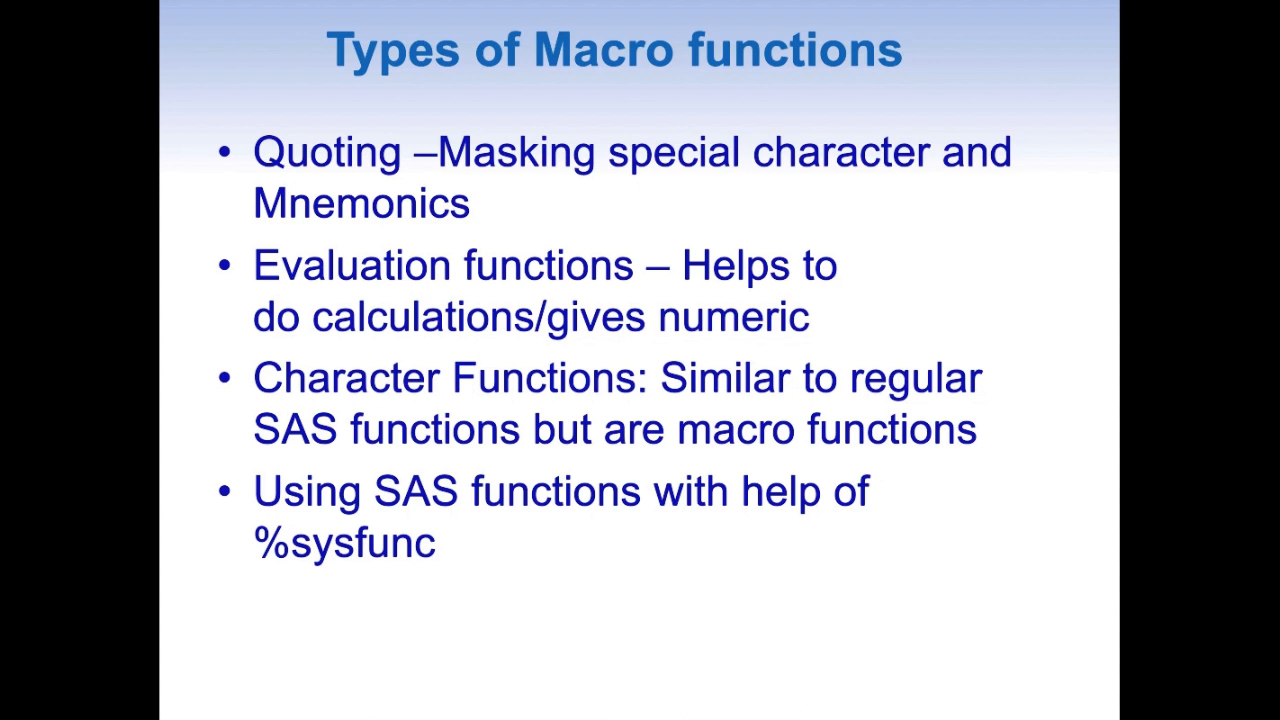 Types of Macro functions
• Quoting –Masking special character and
Mnemonics
• Evaluation functions – Helps to
do calculations/gives numeric
• Character Functions: Similar to regular
SAS functions but are macro functions
• Using SAS functions with help of
%sysfunc